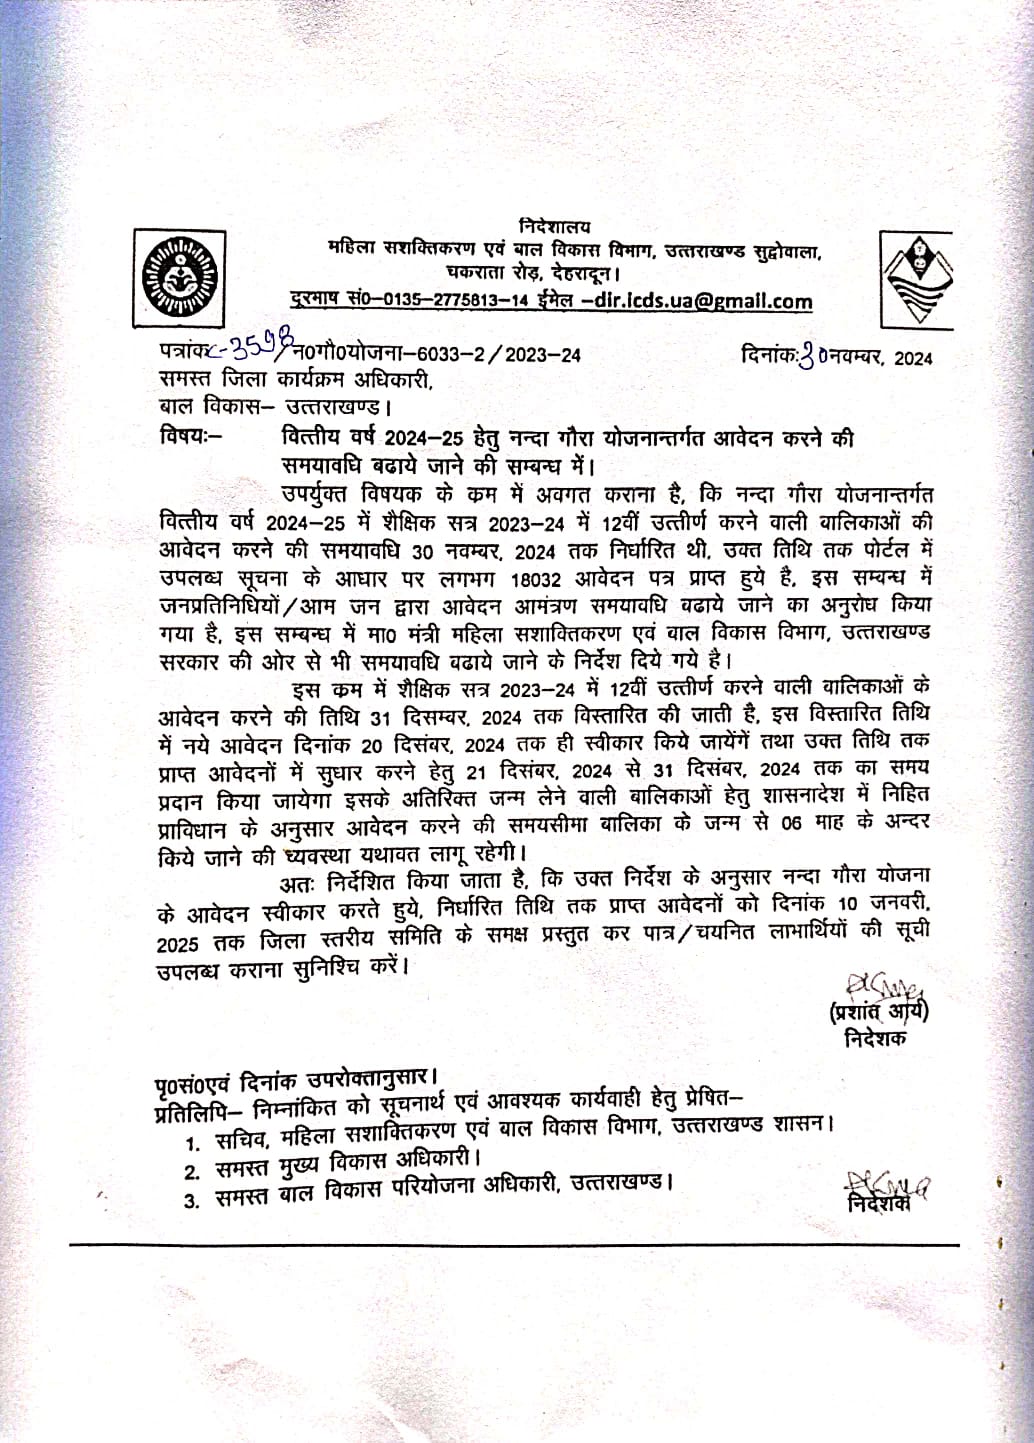 निदेशालय
महिला सशक्तिकरण एवं बाल विकास विभाग, उत्तराखण्ड सुद्वोवाला,
चकराता रोड़, देहरादून।
दूरभाष सं0–0135–2775813–14 ईमेल –dir.icds.ua@gmail.com
पत्रांकः C-3598/न0गौ0योजना–6033–2/2023–24 दिनांकः30नवम्बर, 2024
समस्त जिला कार्यक्रम अधिकारी,
बाल विकास– उत्तराखण्ड।
विषयः– वित्तीय वर्ष 2024–25 हेतु नन्दा गौरा योजनान्तर्गत आवेदन करने की
समयावधि बढाये जाने की सम्बन्ध में।
उपर्युक्त विषयक के कम में अवगत कराना है, कि नन्दा गौरा योजनान्तर्गत
वित्तीय वर्ष 2024–25 में शैक्षिक सत्र 2023–24 में 12वीं उत्तीर्ण करने वाली बालिकाओं की
आवेदन करने की समयावधि 30 नवम्बर, 2024 तक निर्धारित थी, उक्त तिथि तक पोर्टल में
उपलब्ध सूचना के आधार पर लगभग 18032 आवेदन पत्र प्राप्त हुये है, इस सम्बन्ध में
जनप्रतिनिधियों/आम जन द्वारा आवेदन आमंत्रण समयावधि बढाये जाने का अनुरोध किया
गया है, इस सम्बन्ध में मा0 मंत्री महिला सशाक्तिकरण एवं बाल विकास विभाग, उत्तराखण्ड
सरकार की ओर से भी समयावधि बढाये जाने के निर्देश दिये गये है।
इस कम में शैक्षिक सत्र 2023–24 में 12वीं उत्तीर्ण करने वाली बालिकाओं के
आवेदन करने की तिथि 31 दिसम्बर, 2024 तक विस्तारित की जाती है, इस विस्तारित तिथि
में नये आवेदन दिनांक 20 दिसंबर, 2024 तक ही स्वीकार किये जायेंगें तथा उक्त तिथि तक
प्राप्त आवेदनों में सुधार करने हेतु 21 दिसंबर, 2024 से 31 दिसंबर, 2024 तक का समय
प्रदान किया जायेगा इसके अतिरिक्त जन्म लेने वाली बालिकाओं हेतु शासनादेश में निहित
प्राविधान के अनुसार आवेदन करने की समयसीमा बालिका के जन्म से 06 माह के अन्दर
किये जाने की व्यवस्था यथावत लागू रहेगी।
अतः निर्देशित किया जाता है, कि उक्त निर्देश के अनुसार नन्दा गौरा योजना
के आवेदन स्वीकार करते हुये, निर्धारित तिथि तक प्राप्त आवेदनों को दिनांक 10 जनवरी,
2025 तक जिला स्तरीय समिति के समक्ष प्रस्तुत कर पात्र/चयनित लाभार्थियों की सूची
उपलब्ध कराना सुनिश्चि करें।
(प्रशांत आर्य)
निदेशक
पृ0सं0एवं दिनांक उपरोक्तानुसार।
प्रतिलिपि– निम्नांकित को सूचनार्थ एवं आवश्यक कार्यवाही हेतु प्रेषित–
1. सचिव, महिला सशाक्तिकरण एवं बाल विकास विभाग, उत्तराखण्ड शासन।
2. समस्त मुख्य विकास अधिकारी।
3. समस्त बाल विकास परियोजना अधिकारी, उत्तराखण्ड।
निदेशक